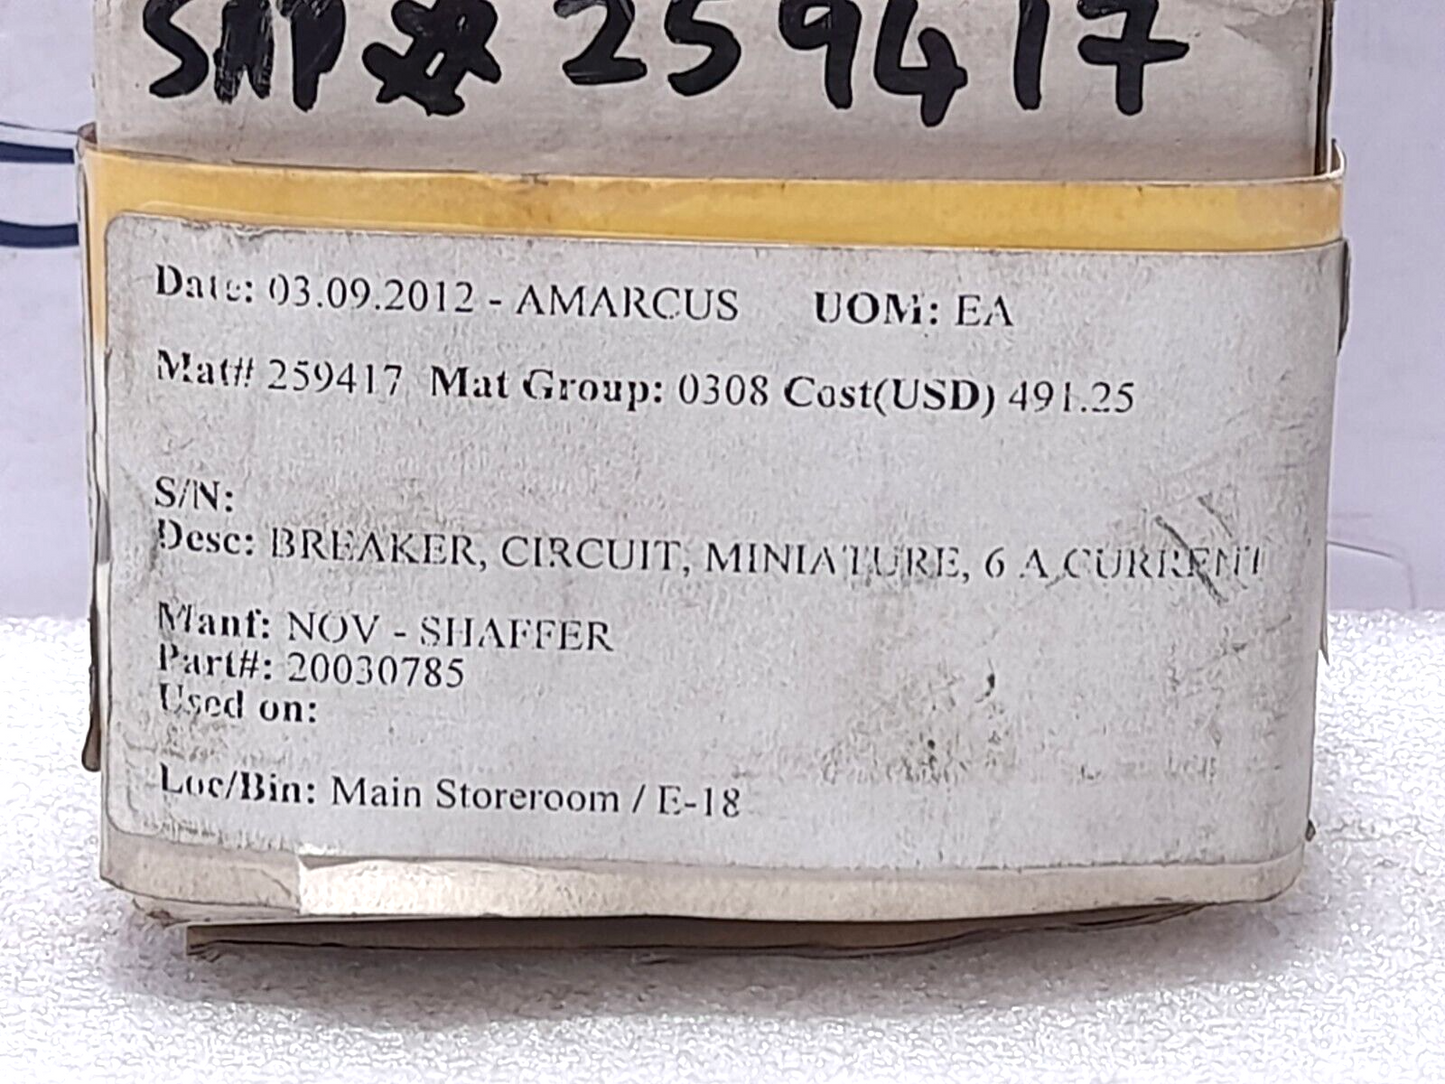 SAP # 259417
Date: 03.09.2012 - AMARCUS UOM: EA
Mat# 259417 Mat Group: 0308 Cost(USD) 491.25
S/N:
Desc: BREAKER, CIRCUIT, MINIATURE, 6 A CURRENT
Manf: NOV - SHAFFER
Part#: 20030785
Used on:
Loc/Bin: Main Storeroom / E-18